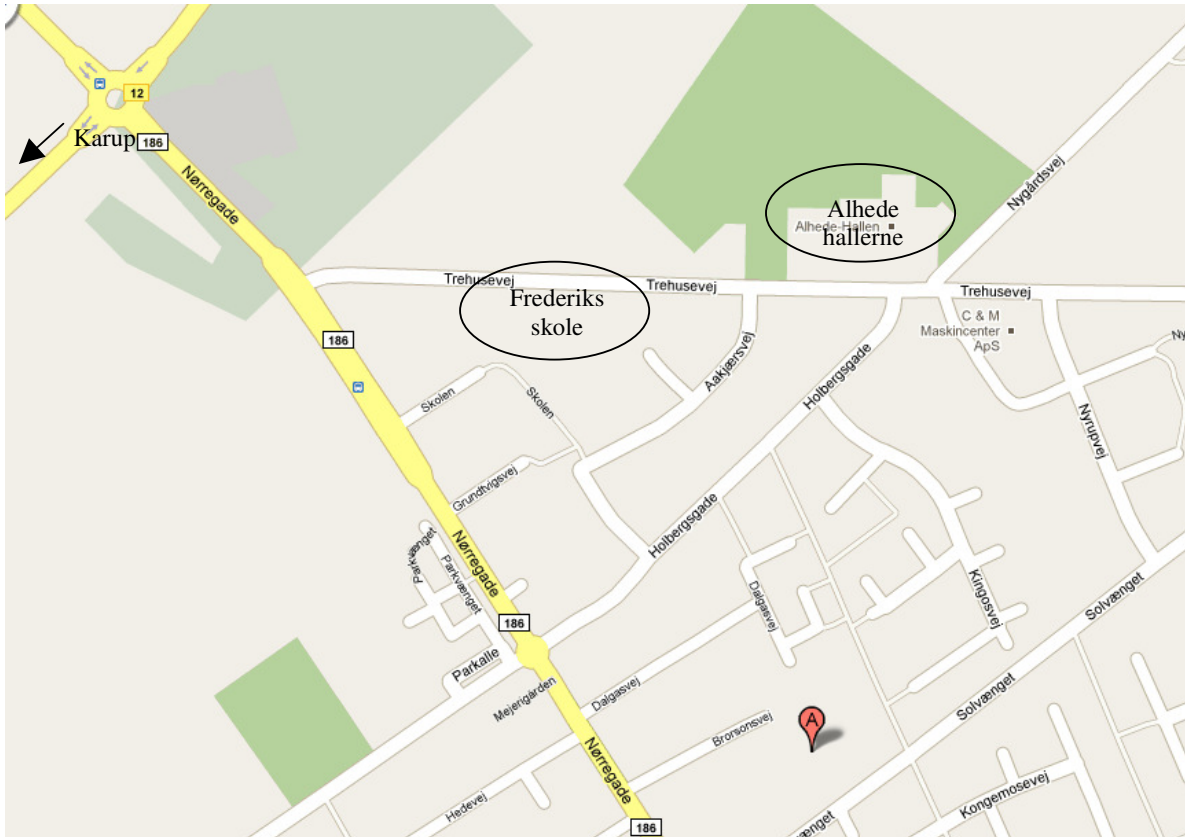 12
Karup
186
Nørregade
Nygårdsvej
Alhede
Alhede-Hallen
hallerne
Trehusevej
Trehusevej
Trehusevej
Frederiks
skole
C & M
Maskincenter
ApS
Ny
186
Aakjærsvej
Holbergsgade
Skolen
Skolen
Nyrupvej
Grundtvigsvej
Holbergsgade
Nørregade
Parkvænget
Parkvænget
Dalgasvej
Kingosvej
Solvænget
186
Parkalle
Mejerigården
Dalgasvej
Solvænget
A
Brorsonsvej
Nørregade
Hedevej
Kongemosevej
vænget
186